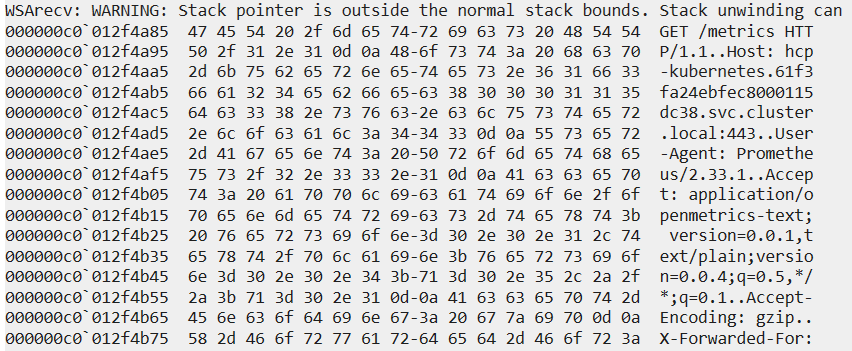 WSArecv: WARNING: Stack pointer is outside the normal stack bounds. Stack unwinding can
000000c0`012f4a85  47 45 54 20 2f 6d 65 74-72 69 63 73 20 48 54 54  GET /metrics HTT
000000c0`012f4a95  50 2f 31 2e 31 0d 0a 48-6f 73 74 3a 20 68 63 70  P/1.1..Host: hcp
000000c0`012f4aa5  2d 6b 75 62 65 72 6e 65-74 65 73 2e 36 31 66 33  -kubernetes.61f3
000000c0`012f4ab5  66 61 32 34 65 62 66 65-63 38 30 30 30 31 31 35  fa24ebfec8000115
000000c0`012f4ac5  64 63 33 38 2e 73 76 63-2e 63 6c 75 73 74 65 72  dc38.svc.cluster
000000c0`012f4ad5  2e 6c 6f 63 61 6c 3a 34-34 33 0d 0a 55 73 65 72  .local:443..User
000000c0`012f4ae5  2d 41 67 65 6e 74 3a 20-50 72 6f 6d 65 74 68 65  -Agent: Promethe
000000c0`012f4af5  75 73 2f 32 2e 33 33 2e-31 0d 0a 41 63 63 65 70  us/2.33.1..Accep
000000c0`012f4b05  74 3a 20 61 70 70 6c 69-63 61 74 69 6f 6e 2f 6f  t: application/o
000000c0`012f4b15  70 65 6e 6d 65 74 72 69-63 73 2d 74 65 78 74 3b  penmetrics-text;
000000c0`012f4b25  20 76 65 72 73 69 6f 6e-3d 30 2e 30 2e 31 2c 74   version=0.0.1,t
000000c0`012f4b35  65 78 74 2f 70 6c 61 69-6e 3b 76 65 72 73 69 6f  ext/plain;versio
000000c0`012f4b45  6e 3d 30 2e 30 2e 34 3b-71 3d 30 2e 35 2c 2a 2f  n=0.0.4;q=0.5,*/
000000c0`012f4b55  2a 3b 71 3d 30 2e 31 0d-0a 41 63 63 65 70 74 2d  *;q=0.1..Accept-
000000c0`012f4b65  45 6e 63 6f 64 69 6e 67-3a 20 67 7a 69 70 0d 0a  Encoding: gzip..
000000c0`012f4b75  58 2d 46 6f 72 77 61 72-64 65 64 2d 46 6f 72 3a  X-Forwarded-For: